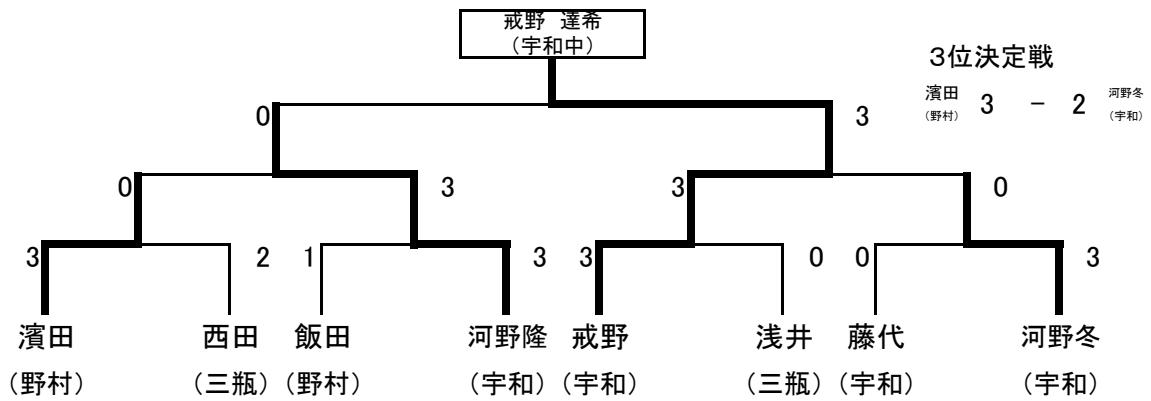 戒野 達希
（宇和中）
３位決定戦
濱田 3 － 2 河野冬
（野村） （宇和）
0 3
0 3 3 0
3 2 1 3 3 0 0 3
濱田 西田 飯田 河野隆 戒野 浅井 藤代 河野冬
（野村） （三瓶） （野村） （宇和） （宇和） （三瓶） （宇和） （宇和）